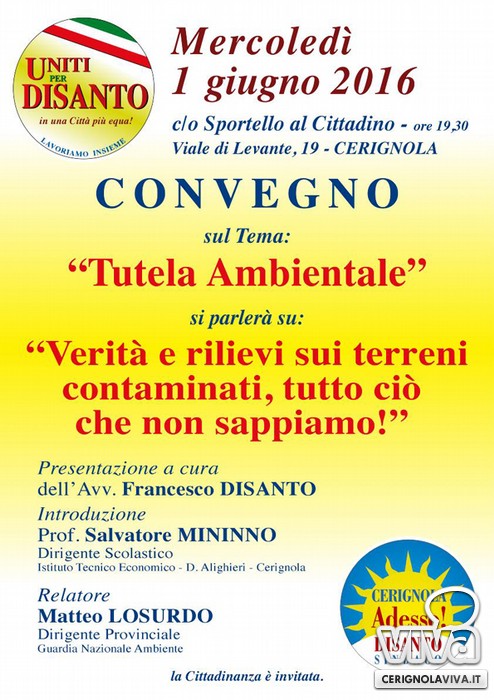 UNITI
PER
DISANTO
in una Città più equa!
LAVORIAMO INSIEME
Mercoledì
1 giugno 2016
c/o Sportello al Cittadino - ore 19,30
Viale di Levante, 19 - CERIGNOLA
CONVEGNO
sul Tema:
“Tutela Ambientale”
si parlerà su:
“Verità e rilievi sui terreni
contaminati, tutto ciò
che non sappiamo!”
Presentazione a cura
dell'Avv. Francesco DISANTO
Introduzione
Prof. Salvatore MININNO
Dirigente Scolastico
Istituto Tecnico Economico - D. Alighieri - Cerignola
Relatore
Matteo LOSURDO
Dirigente Provinciale
Guardia Nazionale Ambiente
CERIGNOLA
Adesso!
DISANTO
SINDACO
viva
CERIGNOLAVIVA.IT
la Cittadinanza è invitata.